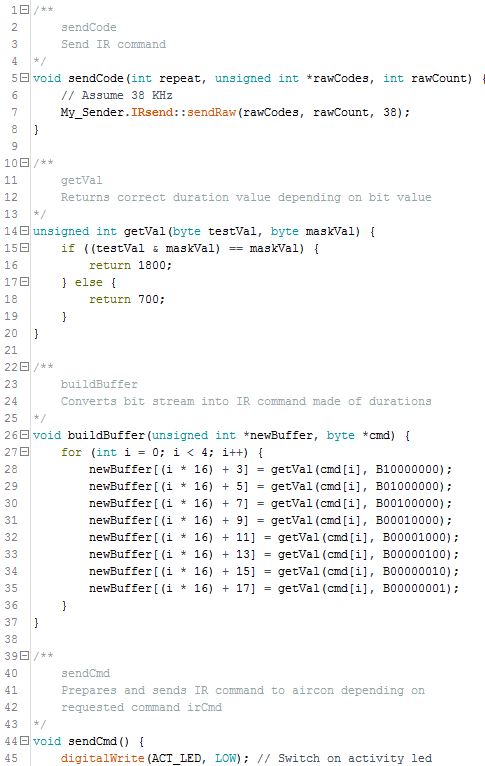 1 /**
2 sendCode
3 Send IR command
4 */
5 void sendCode(int repeat, unsigned int *rawCodes, int rawCount) {
6 // Assume 38 KHz
7 My_Sender.IRsend::sendRaw(rawCodes, rawCount, 38);
8 }
9
10 /**
11 getVal
12 Returns correct duration value depending on bit value
13 */
14 unsigned int getVal(byte testVal, byte maskVal) {
15 if ((testVal & maskVal) == maskVal) {
16 return 1800;
17 } else {
18 return 700;
19 }
20 }
21
22 /**
23 buildBuffer
24 Converts bit stream into IR command made of durations
25 */
26 void buildBuffer(unsigned int *newBuffer, byte *cmd) {
27 for (int i = 0; i < 4; i++) {
28 newBuffer[(i * 16) + 3] = getVal(cmd[i], B10000000);
29 newBuffer[(i * 16) + 5] = getVal(cmd[i], B01000000);
30 newBuffer[(i * 16) + 7] = getVal(cmd[i], B00100000);
31 newBuffer[(i * 16) + 9] = getVal(cmd[i], B00010000);
32 newBuffer[(i * 16) + 11] = getVal(cmd[i], B00001000);
33 newBuffer[(i * 16) + 13] = getVal(cmd[i], B00000100);
34 newBuffer[(i * 16) + 15] = getVal(cmd[i], B00000010);
35 newBuffer[(i * 16) + 17] = getVal(cmd[i], B00000001);
36 }
37 }
38
39 /**
40 sendCmd
41 Prepares and sends IR command to aircon depending on
42 requested command irCmd
43 */
44 void sendCmd() {
45 digitalWrite(ACT_LED, LOW); // Switch on activity led